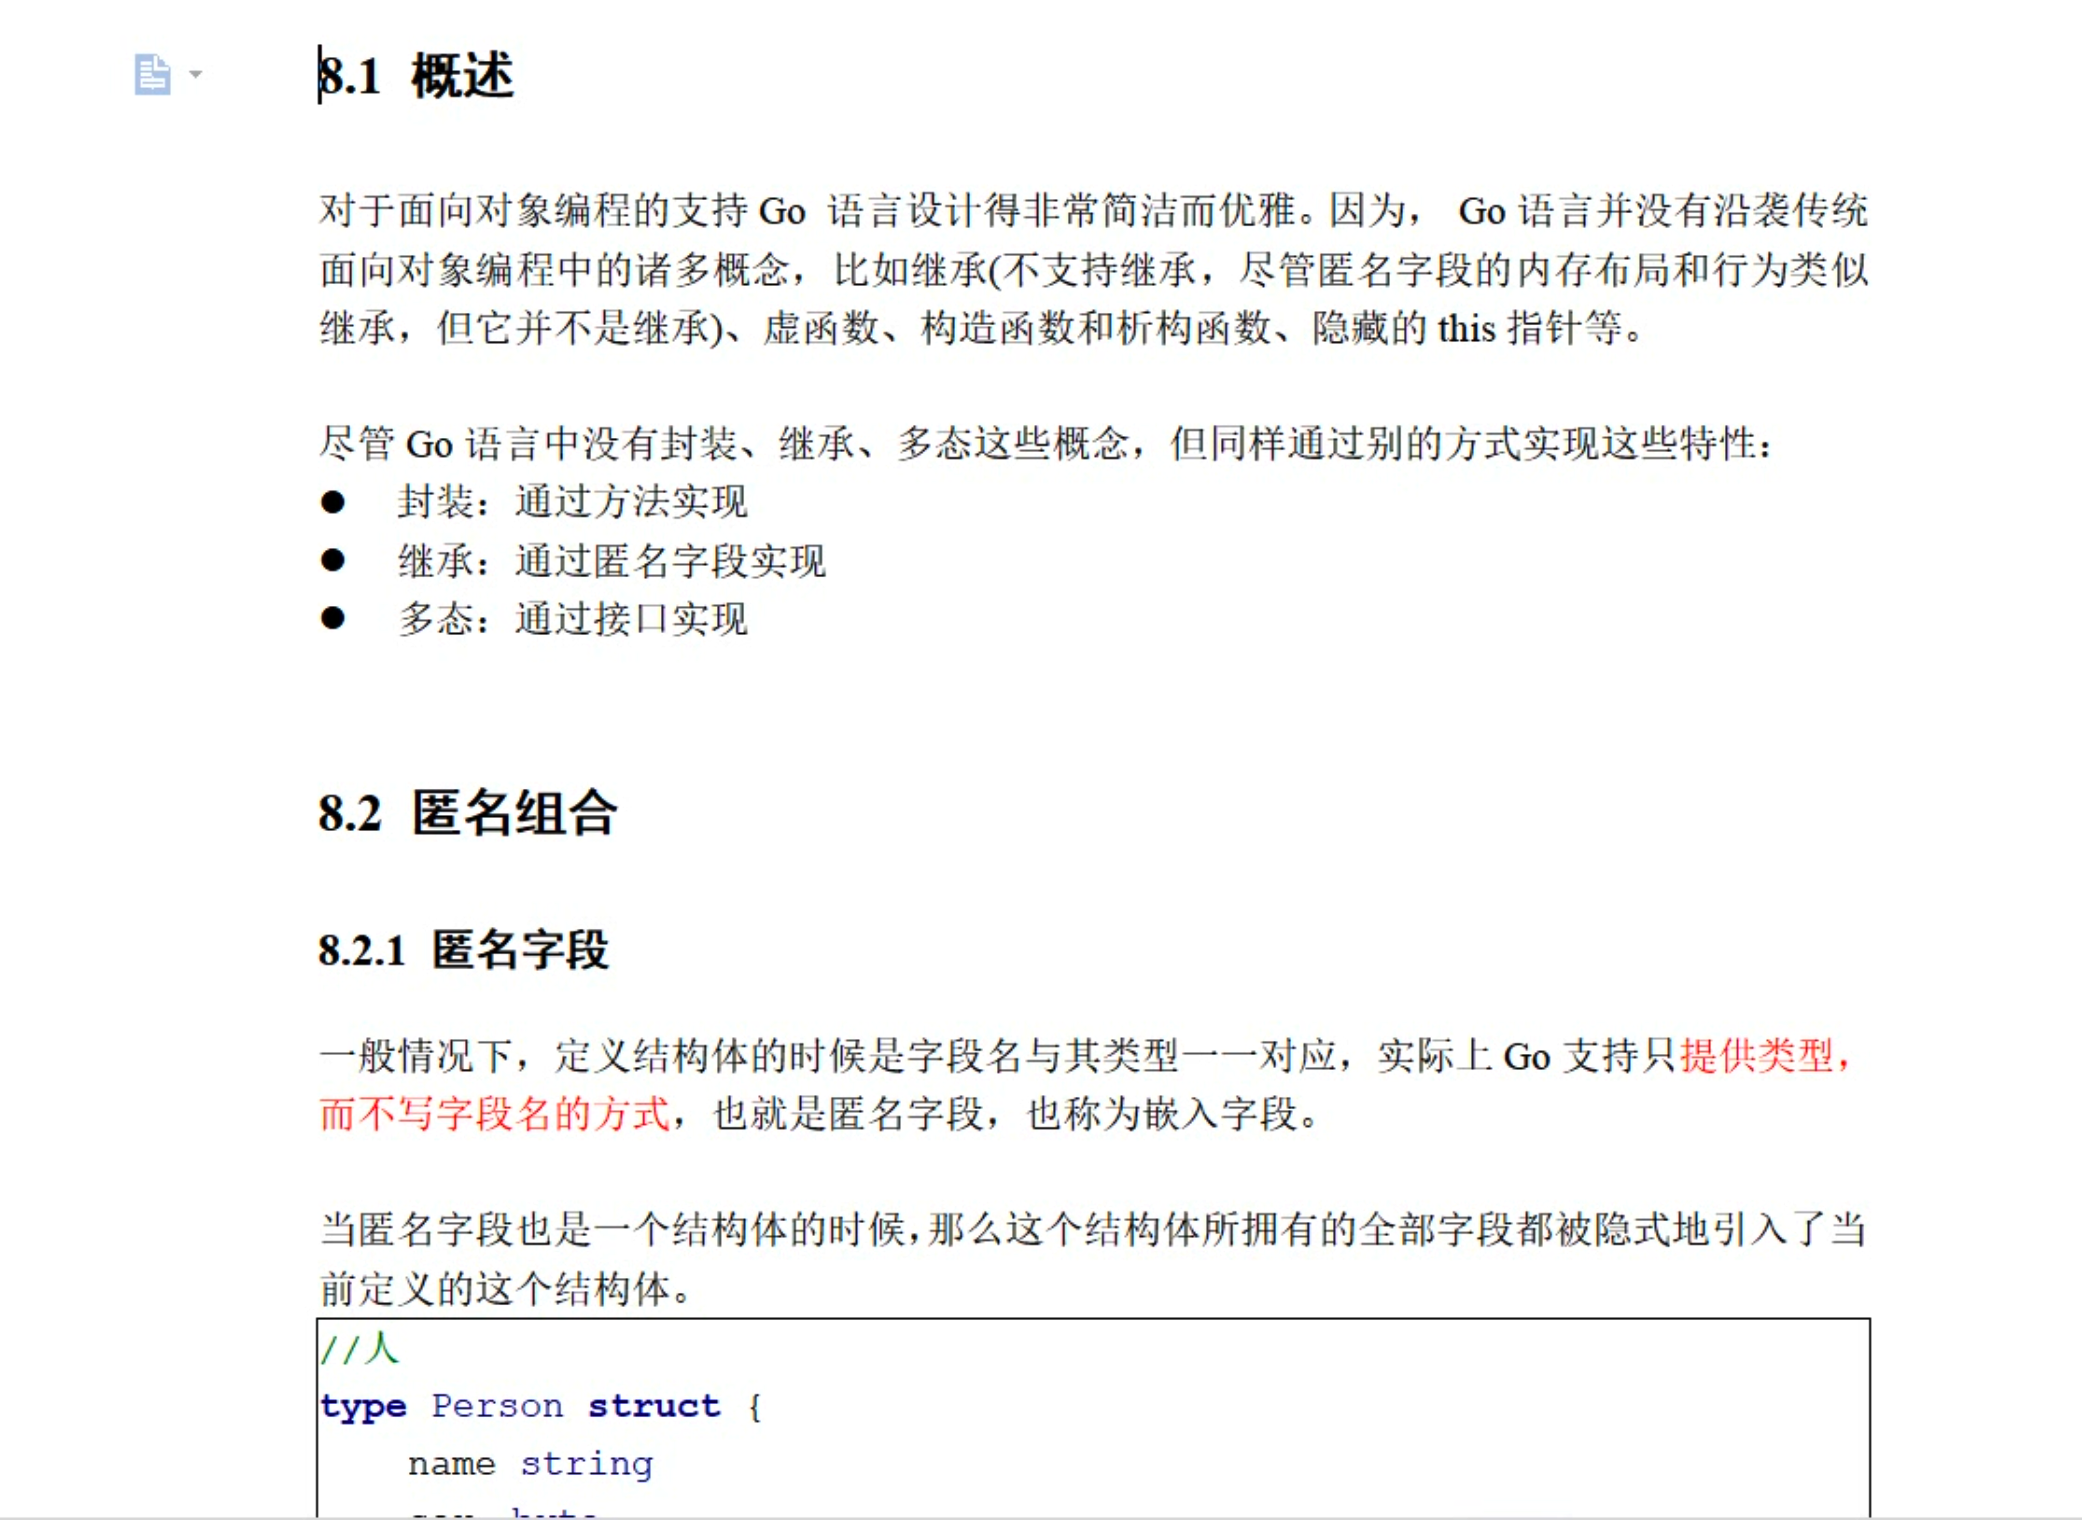 8.1 概述
对于面向对象编程的支持 Go 语言设计得非常简洁而优雅。因为， Go 语言并没有沿袭传统
面向对象编程中的诸多概念，比如继承(不支持继承，尽管匿名字段的内存布局和行为类似
继承，但它并不是继承)、虚函数、构造函数和析构函数、隐藏的 this 指针等。
尽管 Go 语言中没有封装、继承、多态这些概念，但同样通过别的方式实现这些特性：
● 封装：通过方法实现
● 继承：通过匿名字段实现
● 多态：通过接口实现
8.2 匿名组合
8.2.1 匿名字段
一般情况下，定义结构体的时候是字段名与其类型一一对应，实际上 Go 支持只提供类型，
而不写字段名的方式，也就是匿名字段，也称为嵌入字段。
当匿名字段也是一个结构体的时候，那么这个结构体所拥有的全部字段都被隐式地引入了当
前定义的这个结构体。
//人
type Person struct {
name string